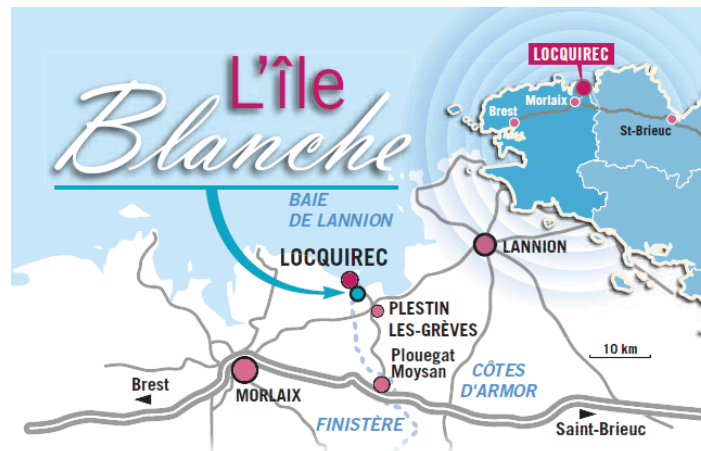 L'île
Blanche
LOCQUIREC
Morlaix
Brest
St-Brieuc
BAIE
DE LANNION
LANNION
LOCQUIREC
PLESTIN
LES-GRÈVES
10 km
Plouegat
Moysan
CÔTES
D'ARMOR
Brest
MORLAIX
FINISTÈRE
Saint-Brieuc